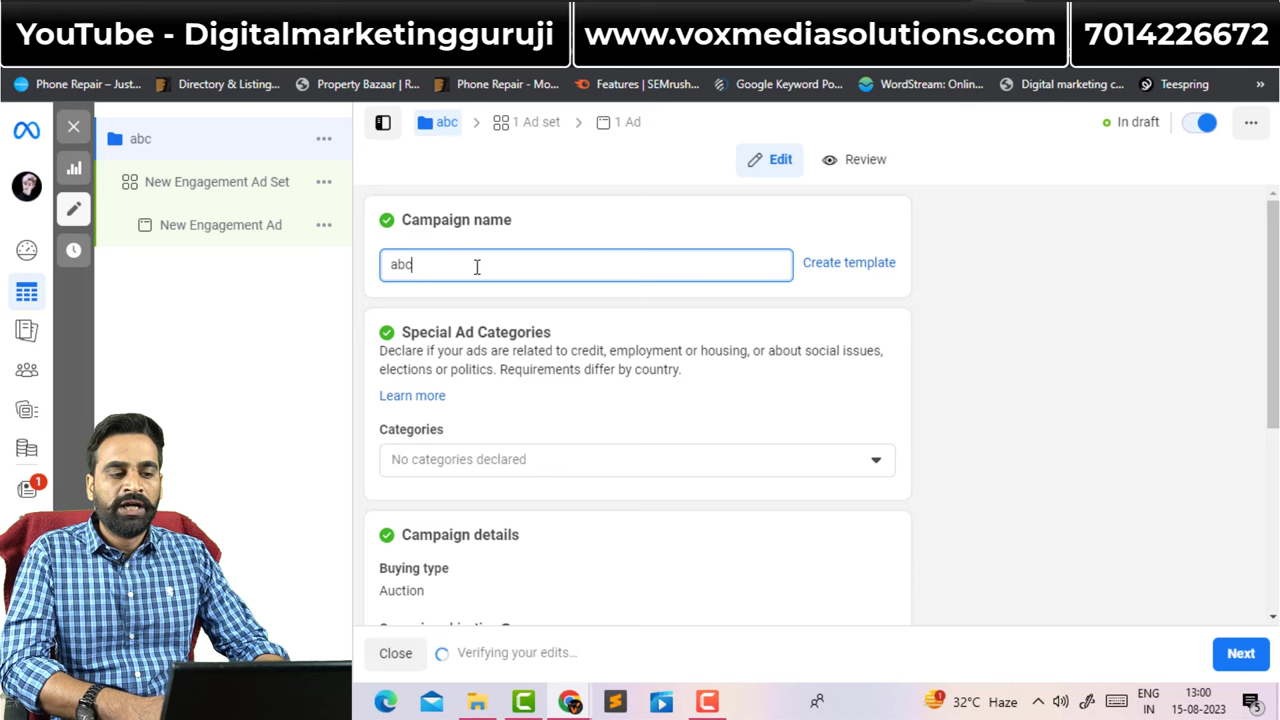 YouTube - Digitalmarketingguruji
www.voxmediasolutions.com
7014226672
Phone Repair – Just...
Directory & Listing...
Property Bazaar | R...
Phone Repair - Mo...
Features | SEMrush...
Google Keyword Po...
WordStream: Onlin...
Digital marketing c...
Teespring
»
abc
New Engagement Ad Set
New Engagement Ad
1
abc
1 Ad set
1 Ad
In draft
Edit
Review
Campaign name
abc
Create template
Special Ad Categories
Declare if your ads are related to credit, employment or housing, or about social issues,
elections or politics. Requirements differ by country.
Learn more
Categories
No categories declared
Campaign details
Buying type
Auction
Close
Verifying your edits...
Next
1
32°C Haze
ENG
IN
13:00
15-08-2023
5